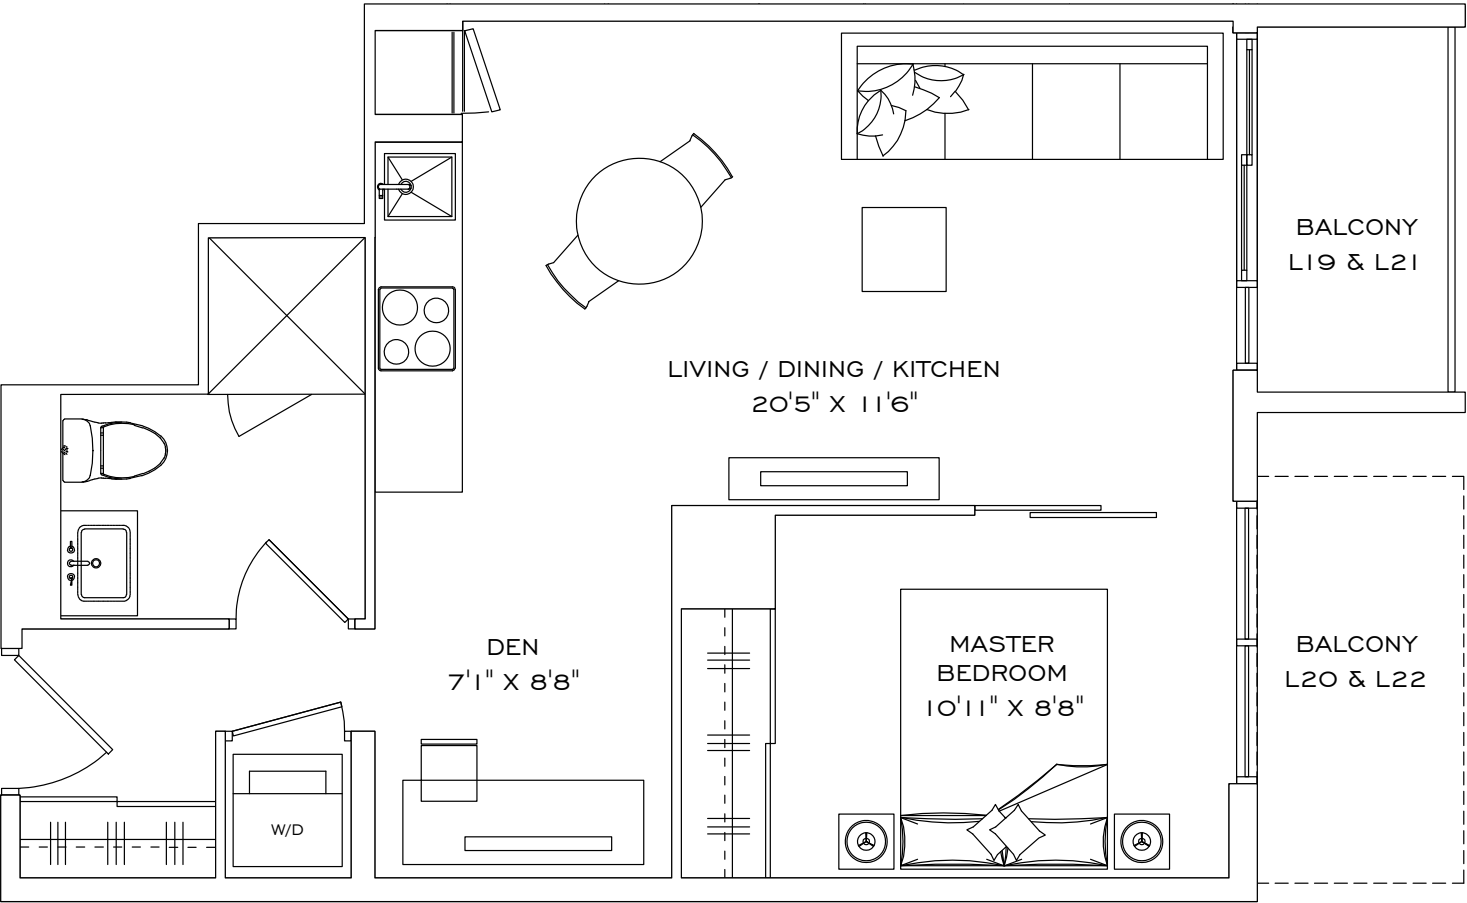 BALCONY
L19 & L21
LIVING / DINING / KITCHEN
20'5" X 11'6"
DEN
7'1" X 8'8"
MASTER
BEDROOM
10'11" X 8'8"
BALCONY
L20 & L22
W/D